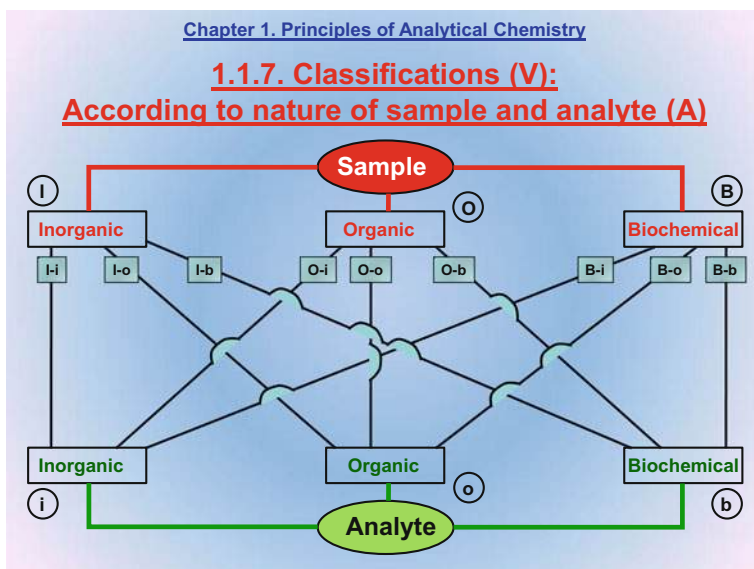 Chapter 1. Principles of Analytical Chemistry
1.1.7. Classifications (V):
According to nature of sample and analyte (A)
Sample
I
O
B
Inorganic
Organic
Biochemical
I-i
I-o
I-b
O-i
O-o
O-b
B-i
B-o
B-b
Inorganic
Organic
Biochemical
i
o
b
Analyte